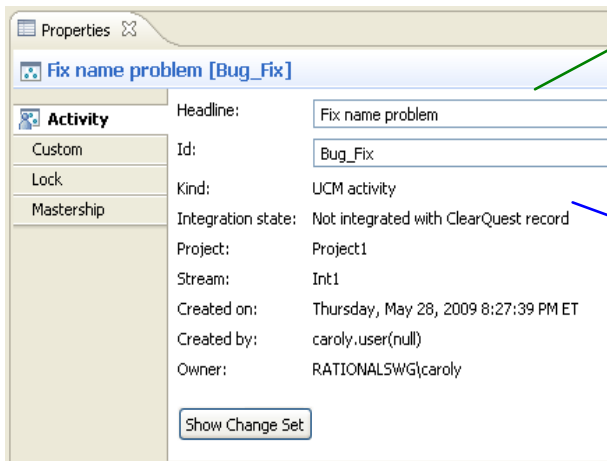 Properties
Fix name problem [Bug_Fix]
Activity
Custom
Lock
Mastership
Headline: Fix name problem
Id: Bug_Fix
Kind: UCM activity
Integration state: Not integrated with ClearQuest record
Project: Project1
Stream: Int1
Created on: Thursday, May 28, 2009 8:27:39 PM ET
Created by: caroly.user(null)
Owner: RATIONALSWG\caroly
Show Change Set